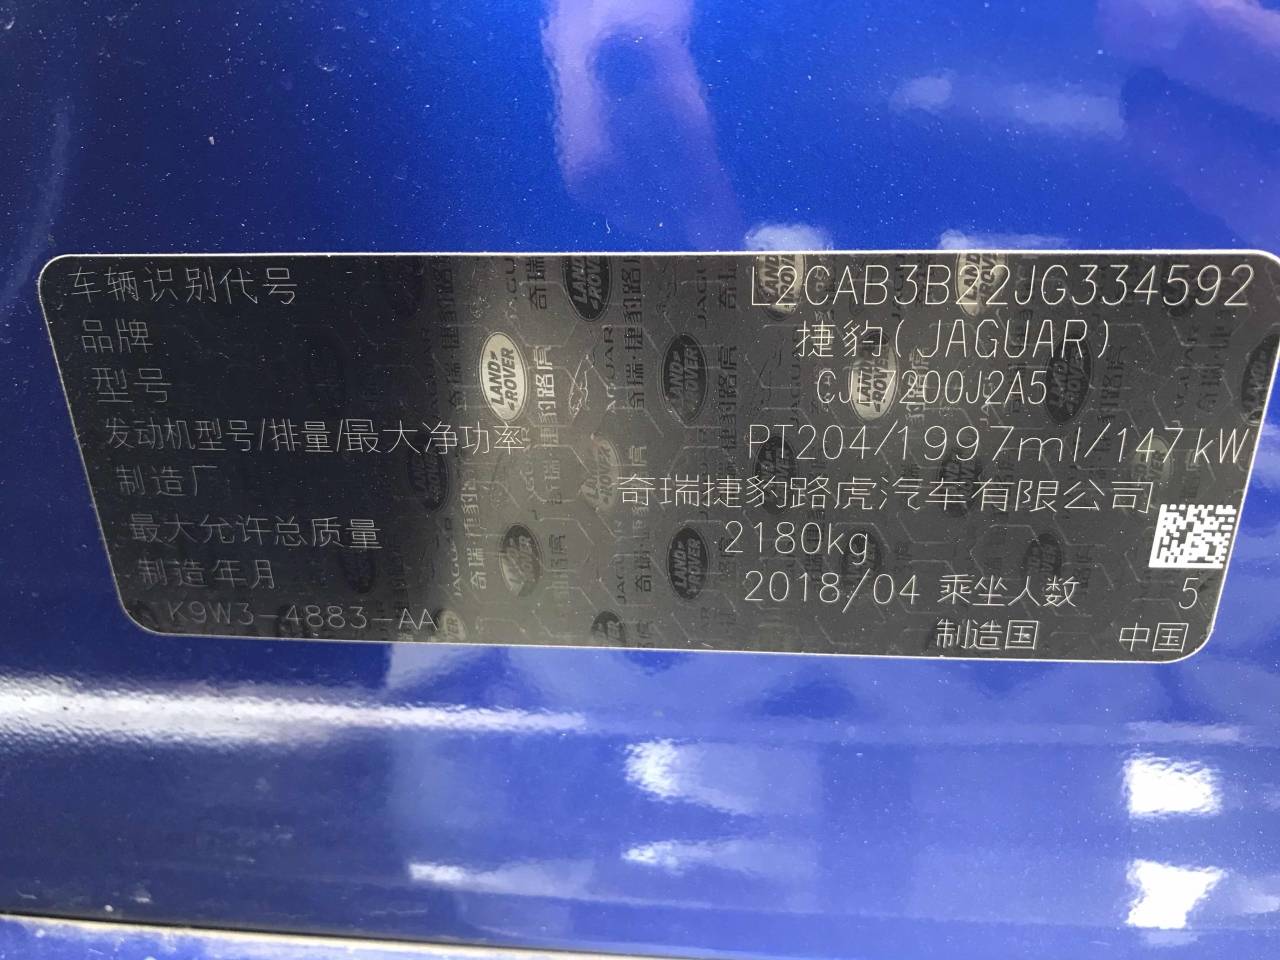 车辆识别代号 L2CAB3B22JG334592
品牌 捷豹(JAGUAR)
型号 CJL7200J2A5
发动机型号/排量/最大净功率 PT204/1997ml/147kW
制造厂 奇瑞捷豹路虎汽车有限公司
最大允许总质量 2180kg
制造年月 2018/04 乘坐人数 5
K9W3-4883-AA 制造国 中国